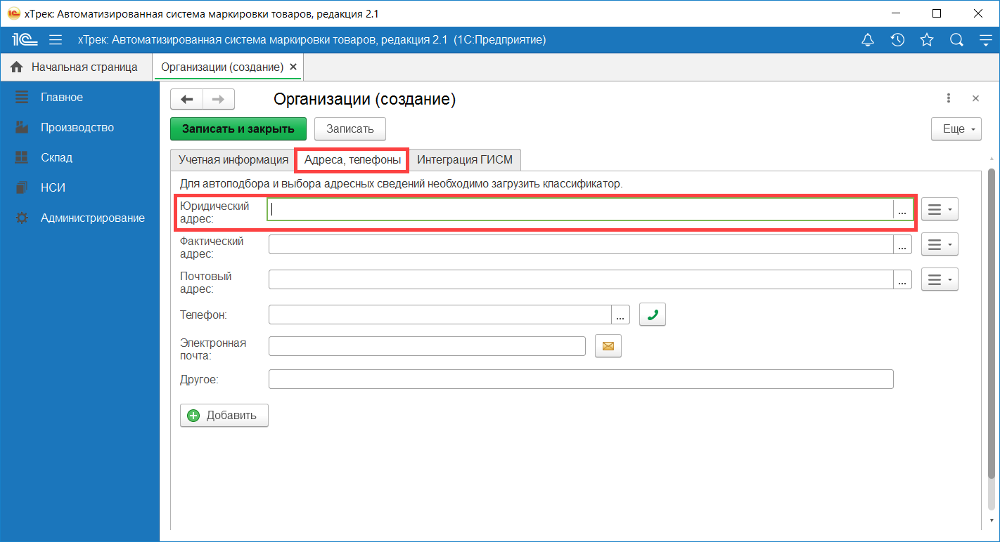 хТрек: Автоматизированная система маркировки товаров, редакция 2.1
хТрек: Автоматизированная система маркировки товаров, редакция 2.1 (1С:Предприятие)
Начальная страница
Организации (создание) ×
Главное
Производство
Склад
НСИ
Администрирование
Организации (создание)
Записать и закрыть
Записать
Еще
Учетная информация
Адреса, телефоны
Интеграция ГИСМ
Для автоподбора и выбора адресных сведений необходимо загрузить классификатор.
Юридический
адрес:
...
Фактический
адрес:
...
Почтовый
адрес:
...
Телефон:
...
Электронная
почта:
Другое:
Добавить